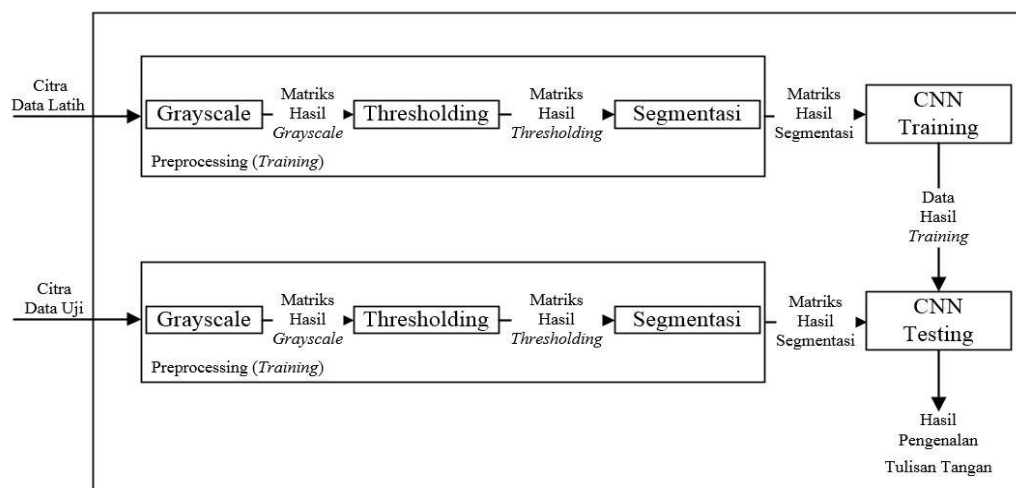 Citra
Data Latih
Grayscale
Matriks
Hasil
Grayscale
Thresholding
Matriks
Hasil
Thresholding
Segmentasi
Matriks
Hasil
Segmentasi
CNN
Training
Preprocessing (Training)
Data
Hasil
Training
Citra
Data Uji
Grayscale
Matriks
Hasil
Grayscale
Thresholding
Matriks
Hasil
Thresholding
Segmentasi
Matriks
Hasil
Segmentasi
CNN
Testing
Preprocessing (Training)
Hasil
Pengenalan
Tulisan Tangan